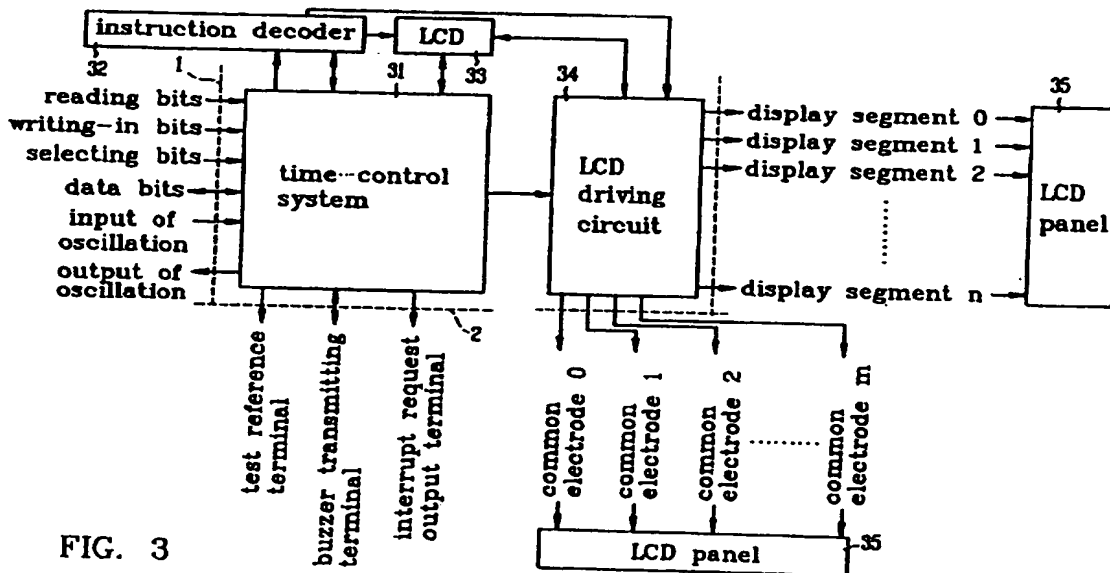 instruction decoder
LCD
32
1
31
33
34
35
reading bits
writing-in bits
selecting bits
data bits
input of
oscillation
output of
oscillation
time-control
system
LCD
driving
circuit
display segment 0
display segment 1
display segment 2
display segment n
LCD
panel
2
test reference
terminal
buzzer transmitting
terminal
interrupt request
output terminal
common
electrode 0
common
electrode 1
common
electrode 2
common
electrode m
LCD panel
35
FIG. 3